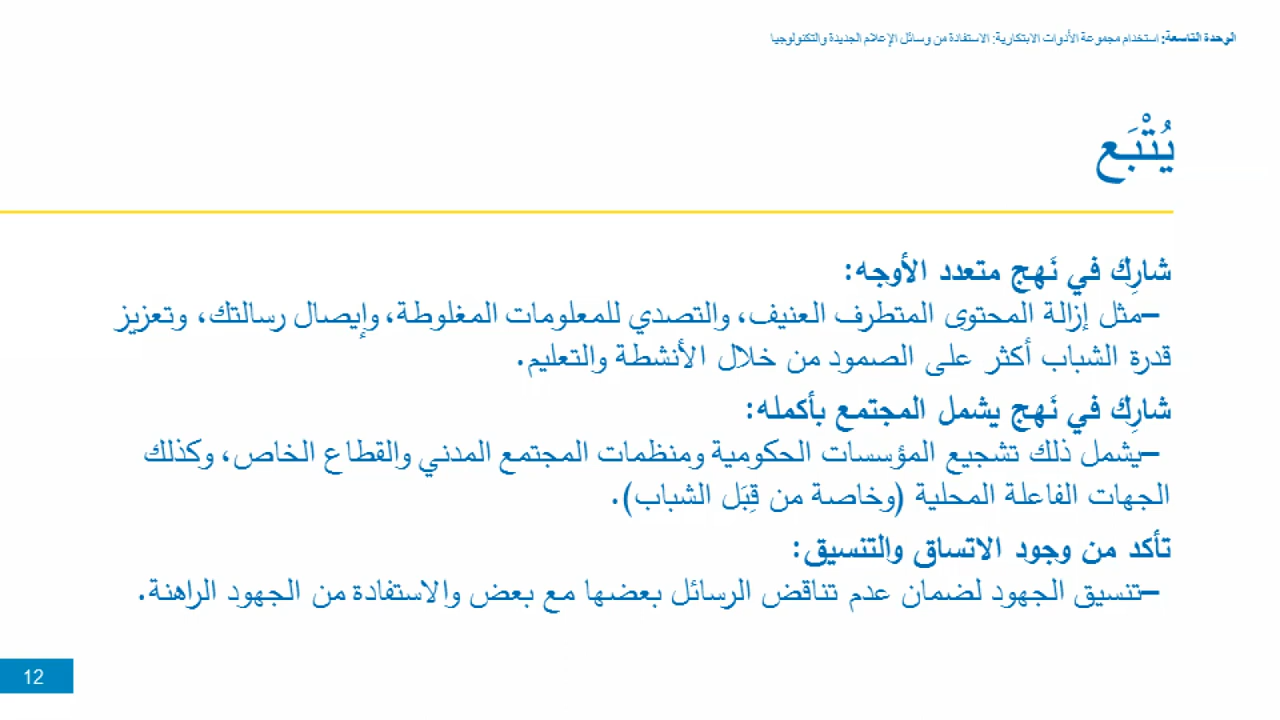 الوحدة التاسعة: استخدام مجموعة الأدوات الابتكارية: الاستفادة من وسائل الإعلام الجديدة والتكنولوجيا
يُتْبَع
شارِك في نَهج متعدد الأوجه:
–مثل إزالة المحتوى المتطرف العنيف، والتصدي للمعلومات المغلوطة، وإيصال رسالتك، وتعزيز
قدرة الشباب أكثر على الصمود من خلال الأنشطة والتعليم.
شارِك في نَهج يشمل المجتمع بأكمله:
–يشمل ذلك تشجيع المؤسسات الحكومية ومنظمات المجتمع المدني والقطاع الخاص، وكذلك
الجهات الفاعلة المحلية (وخاصة من قِبَل الشباب).
تأكد من وجود الاتساق والتنسيق:
–تنسيق الجهود لضمان عدم تناقض الرسائل بعضها مع بعض والاستفادة من الجهود الراهنة.
12